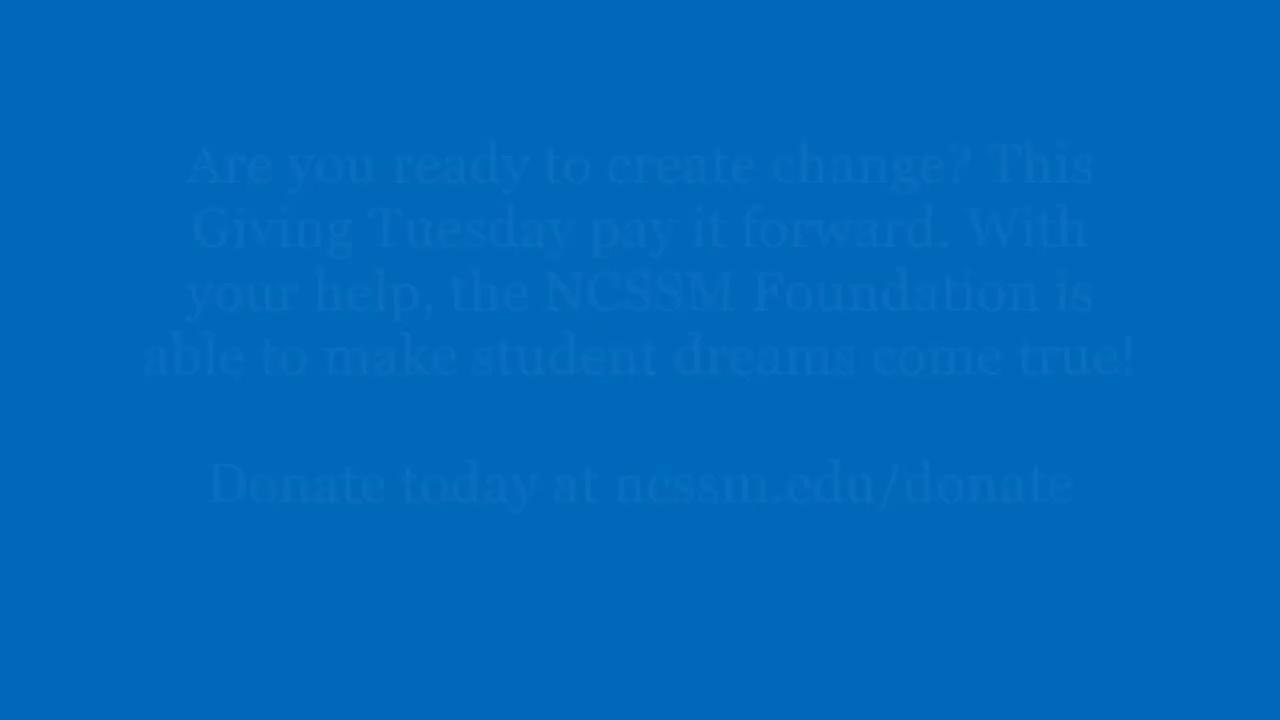 Are you ready to create change? This
Giving Tuesday pay it forward. With
your help, the NCSSM Foundation is
able to make student dreams come true!
Donate today at ncssm.edu/donate